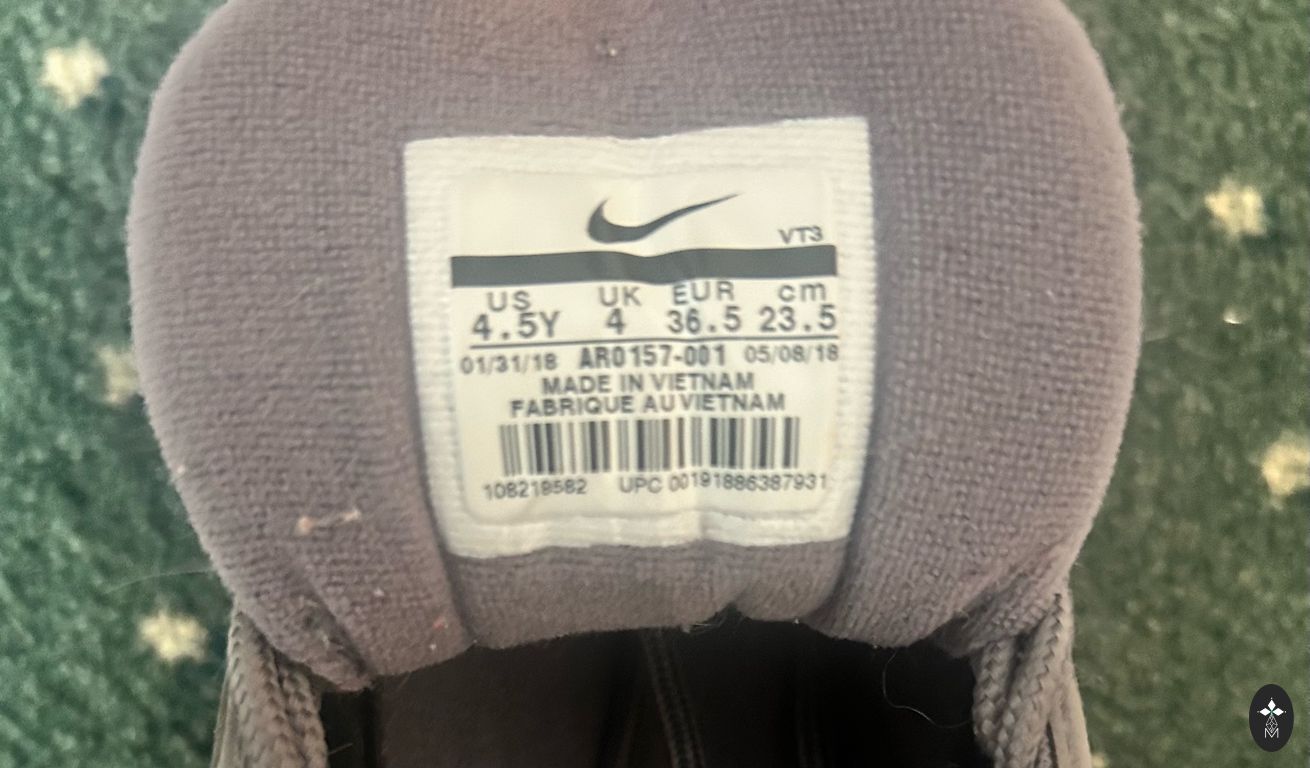 VT3
US UK EUR cm
4.5Y 4 36.5 23.5
01/31/18 AR0157-001 05/08/18
MADE IN VIETNAM
FABRIQUE AU VIETNAM
108219582 UPC 00191886387931
M